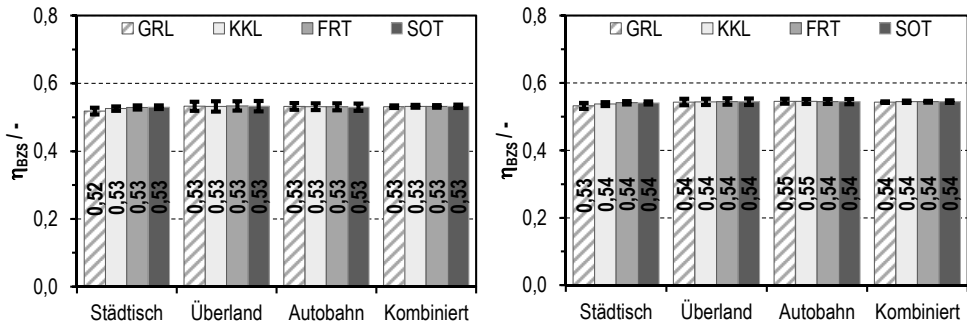 0,8
GRL KKL FRT SOT
0,6
0,4
0,2
0,0
η_BZS / -
0,52 0,53 0,53 0,53
0,53 0,53 0,53 0,53
0,53 0,53 0,53 0,53
0,53 0,53 0,53 0,53
Städtisch Überland Autobahn Kombiniert
0,8
GRL KKL FRT SOT
0,6
0,4
0,2
0,0
η_BZS / -
0,53 0,54 0,54 0,54
0,54 0,54 0,54 0,54
0,55 0,55 0,54 0,54
0,54 0,54 0,54 0,54
Städtisch Überland Autobahn Kombiniert